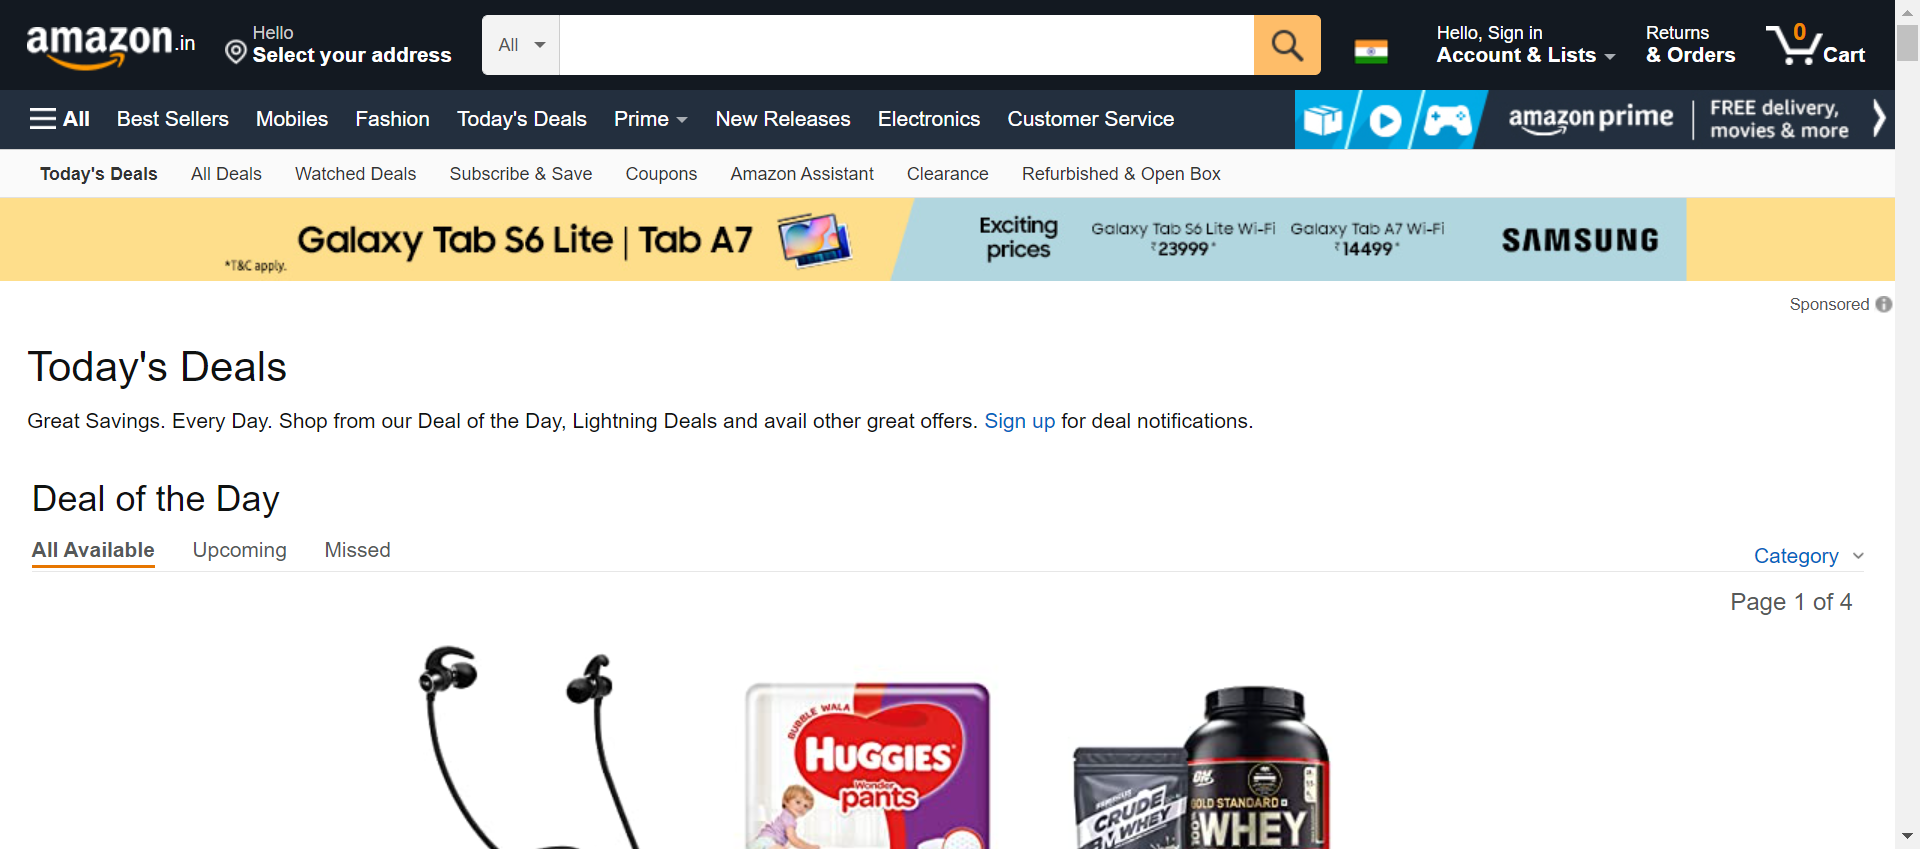 amazon.in
Hello
Select your address
All
Hello, Sign in
Account & Lists
Returns
& Orders
0
Cart
All
Best Sellers
Mobiles
Fashion
Today's Deals
Prime
New Releases
Electronics
Customer Service
amazon prime
FREE delivery,
movies & more
Today's Deals
All Deals
Watched Deals
Subscribe & Save
Coupons
Amazon Assistant
Clearance
Refurbished & Open Box
Galaxy Tab S6 Lite | Tab A7
*T&C apply.
Exciting
prices
Galaxy Tab S6 Lite Wi-Fi
₹23999*
Galaxy Tab A7 Wi-Fi
₹14499*
SAMSUNG
Sponsored
Today's Deals
Great Savings. Every Day. Shop from our Deal of the Day, Lightning Deals and avail other great offers. Sign up for deal notifications.
Deal of the Day
All Available
Upcoming
Missed
Category
Page 1 of 4
BUBBLE WALA
HUGGIES
Wonder
pants
CRUDE
WHEY
ON
GOLD STANDARD
100
WHEY